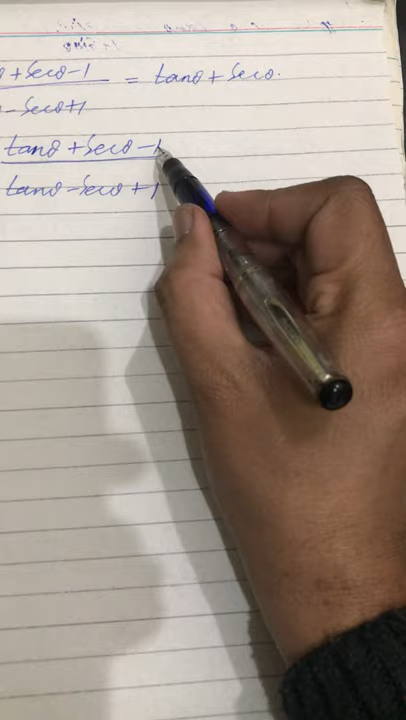 + secθ - 1 = tanθ + secθ.
- secθ + 1
tanθ + secθ - 1
tanθ - secθ + 1